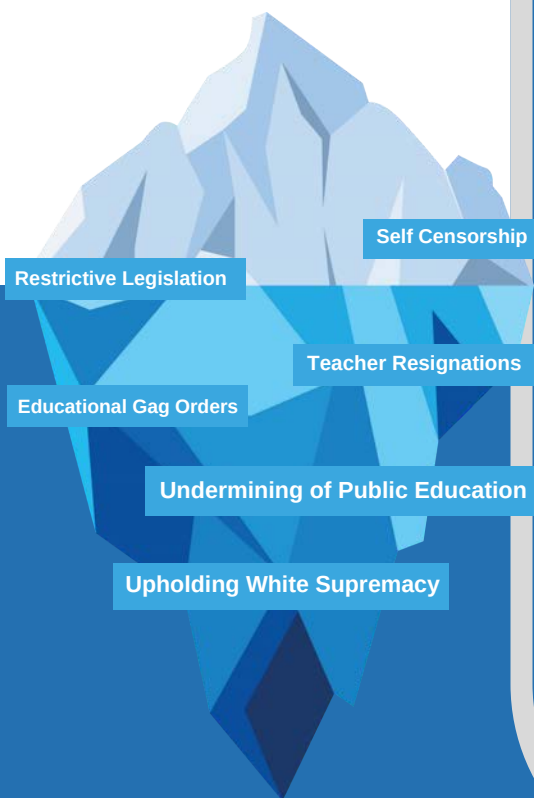 Self Censorship
Restrictive Legislation
Teacher Resignations
Educational Gag Orders
Undermining of Public Education
Upholding White Supremacy